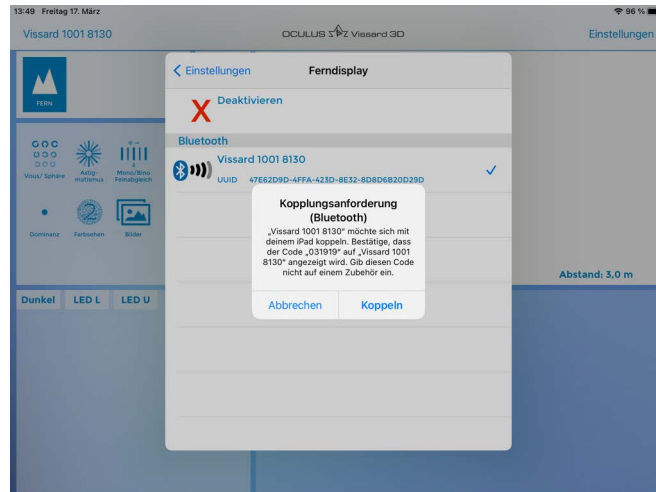 13:49 Freitag 17. März
96 %
Vissard 1001 8130
OCULUS
Vissard 3D
Einstellungen
FERN
Visus/ Sphäre
Astig-
matismus
Mono/Bino
Feinabgleich
Dominanz
Farbsehen
Bilder
Abstand: 3,0 m
Dunkel
LED L
LED U
Einstellungen
Ferndisplay
X Deaktivieren
Bluetooth
Vissard 1001 8130
UUID 47E62D9D-4FFA-423D-8E32-8D8D6B20D29D
Kopplungsanforderung
(Bluetooth)
„Vissard 1001 8130“ möchte sich mit
deinem iPad koppeln. Bestätige, dass
der Code „031919“ auf „Vissard 1001
8130“ angezeigt wird. Gib diesen Code
nicht auf einem Zubehör ein.
Abbrechen
Koppeln